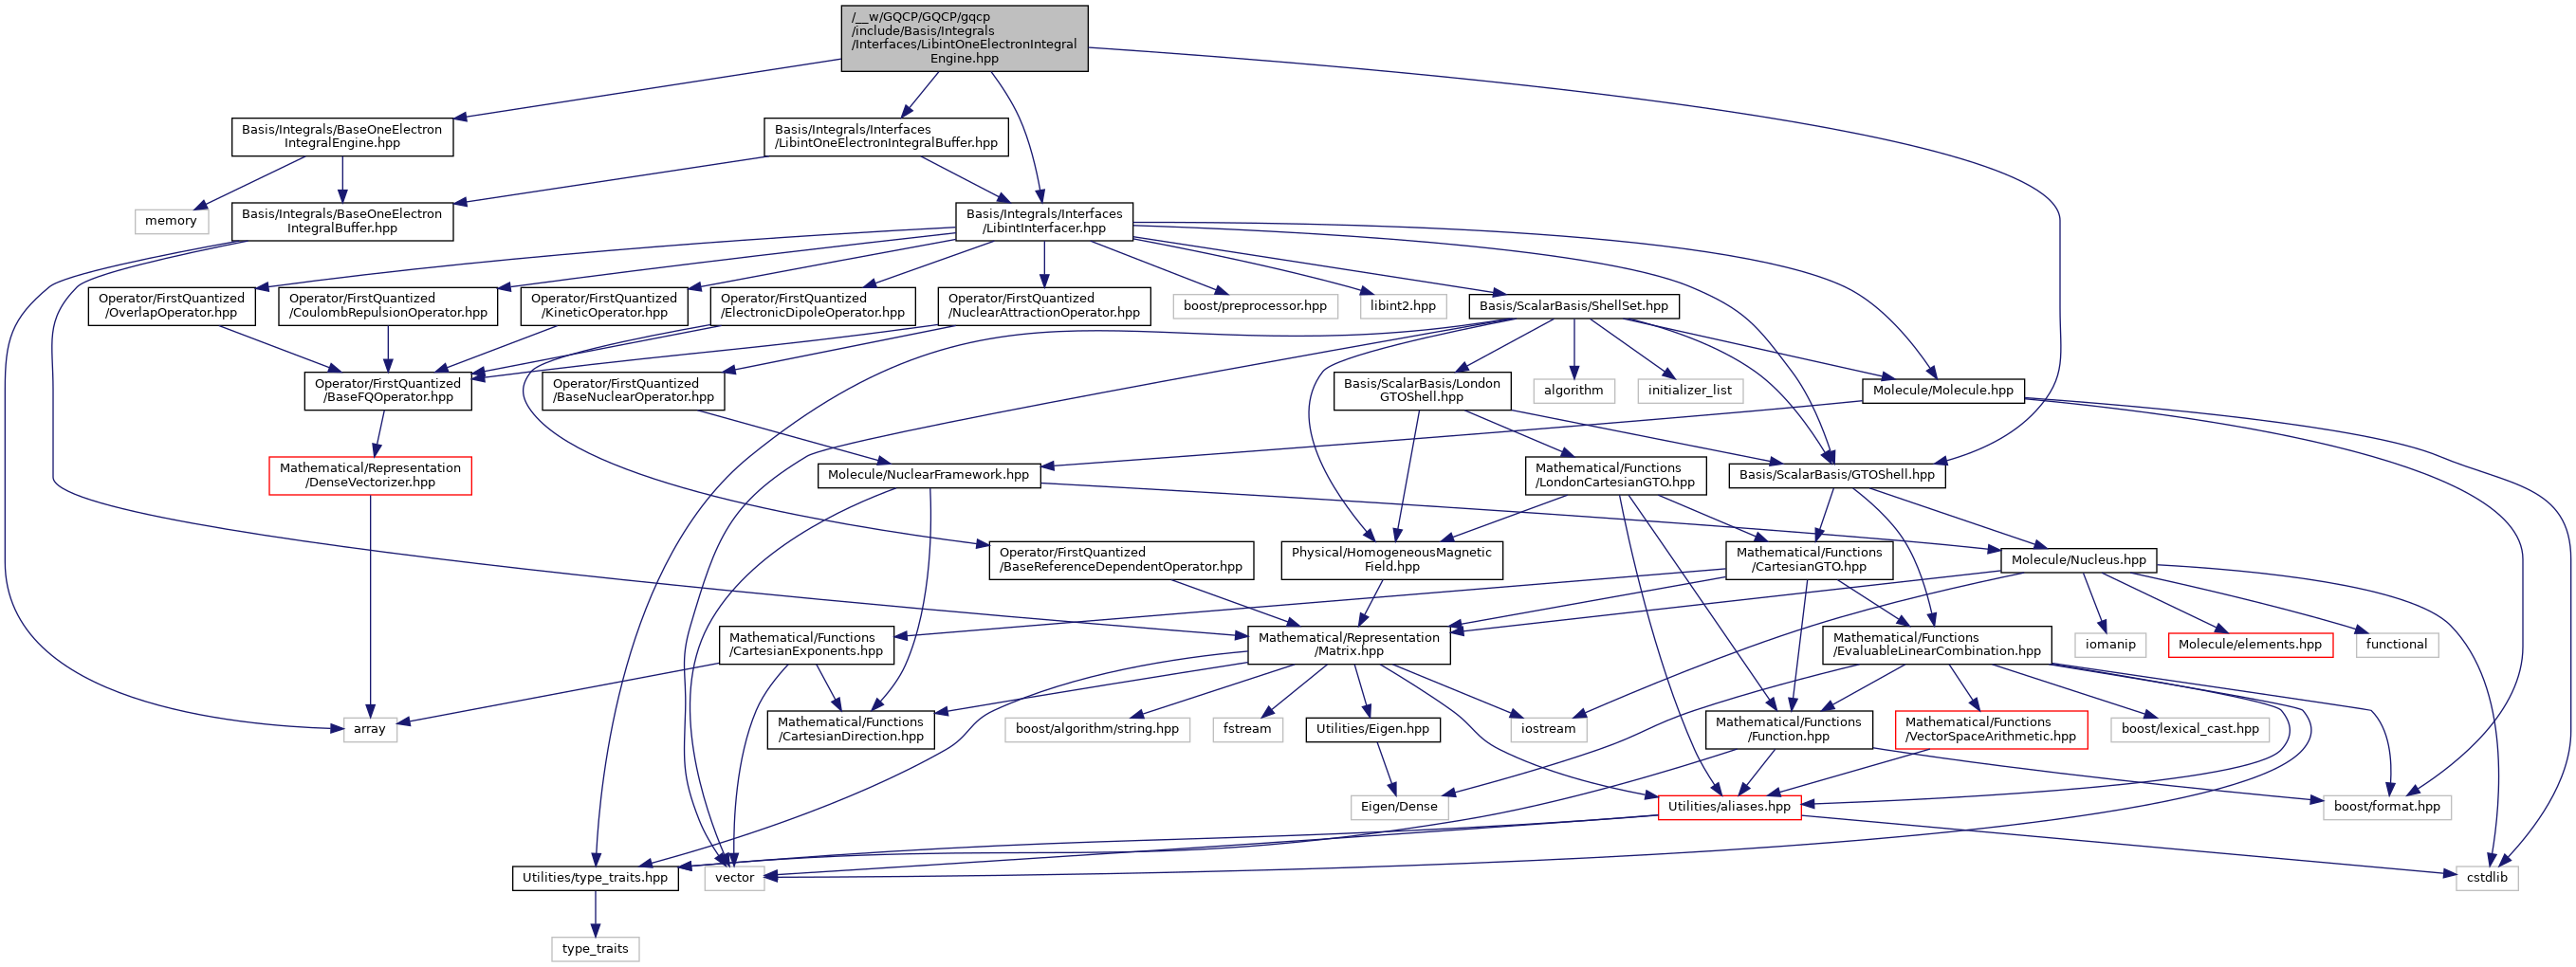 /__w/GQCP/GQCP/gqcp
/include/Basis/Integrals
/Interfaces/LibintOneElectronIntegral
Engine.hpp
Basis/Integrals/BaseOneElectron
IntegralEngine.hpp
Basis/Integrals/Interfaces
/LibintOneElectronIntegralBuffer.hpp
memory
Basis/Integrals/BaseOneElectron
IntegralBuffer.hpp
Basis/Integrals/Interfaces
/LibintInterfacer.hpp
Operator/FirstQuantized
/OverlapOperator.hpp
Operator/FirstQuantized
/CoulombRepulsionOperator.hpp
Operator/FirstQuantized
/KineticOperator.hpp
Operator/FirstQuantized
/ElectronicDipoleOperator.hpp
Operator/FirstQuantized
/NuclearAttractionOperator.hpp
boost/preprocessor.hpp
libint2.hpp
Basis/ScalarBasis/ShellSet.hpp
Operator/FirstQuantized
/BaseFQOperator.hpp
Operator/FirstQuantized
/BaseNuclearOperator.hpp
Basis/ScalarBasis/London
GTOShell.hpp
algorithm
initializer_list
Molecule/Molecule.hpp
Mathematical/Representation
/DenseVectorizer.hpp
Molecule/NuclearFramework.hpp
Mathematical/Functions
/LondonCartesianGTO.hpp
Basis/ScalarBasis/GTOShell.hpp
Operator/FirstQuantized
/BaseReferenceDependentOperator.hpp
Physical/HomogeneousMagnetic
Field.hpp
Mathematical/Functions
/CartesianGTO.hpp
Molecule/Nucleus.hpp
Mathematical/Functions
/CartesianExponents.hpp
Mathematical/Representation
/Matrix.hpp
Mathematical/Functions
/EvaluableLinearCombination.hpp
iomanip
Molecule/elements.hpp
functional
array
Mathematical/Functions
/CartesianDirection.hpp
boost/algorithm/string.hpp
fstream
Utilities/Eigen.hpp
iostream
Mathematical/Functions
/Function.hpp
Mathematical/Functions
/VectorSpaceArithmetic.hpp
boost/lexical_cast.hpp
Eigen/Dense
Utilities/aliases.hpp
boost/format.hpp
Utilities/type_traits.hpp
vector
cstdlib
type_traits